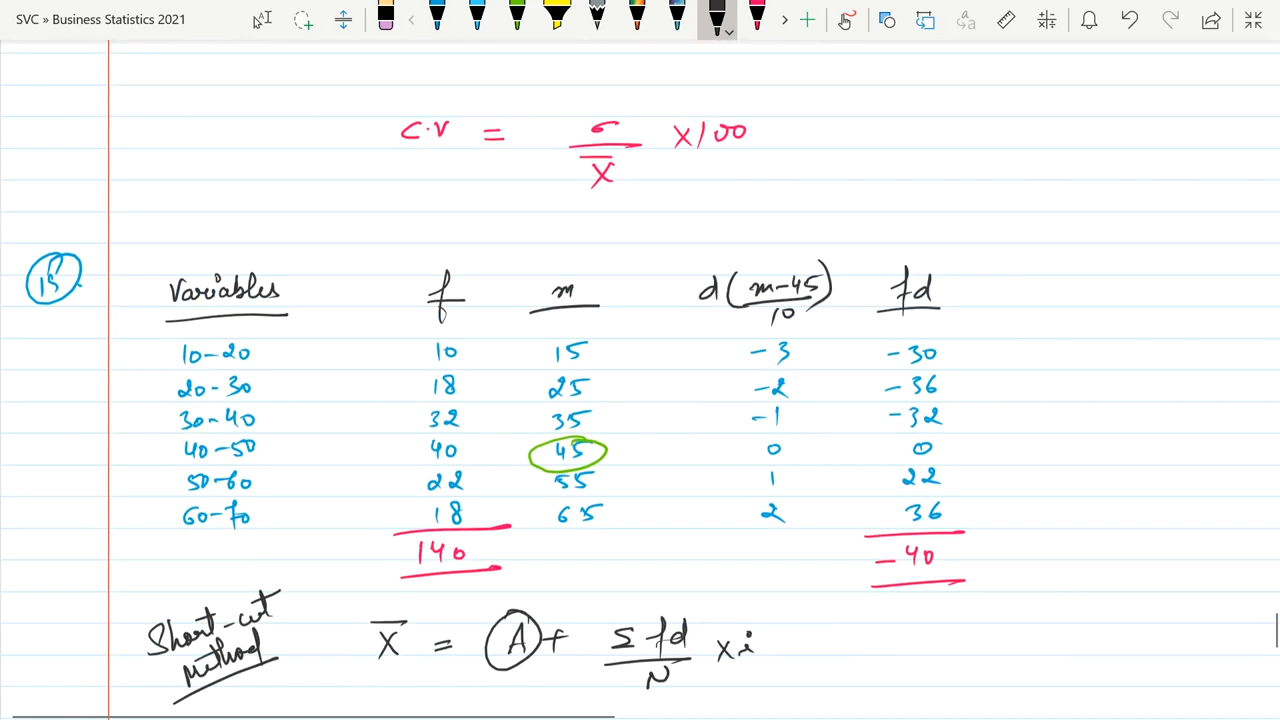 SVC » Business Statistics 2021
C.V = σ / X̅ X100
15
Variables f m d(m-45/10) fd
10-20 10 15 -3 -30
20-30 18 25 -2 -36
30-40 32 35 -1 -32
40-50 40 45 0 0
50-60 22 55 1 22
60-70 18 65 2 36
140 -40
Short-cut Method X̅ = A + Σfd / N x i